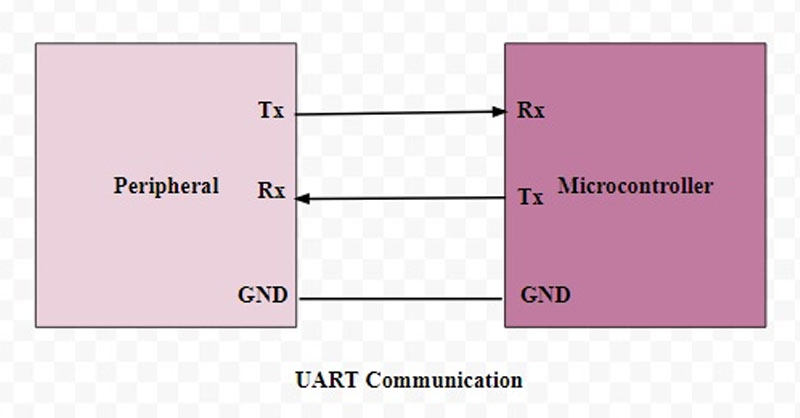 Tx
Rx
Peripheral
Rx
Tx
Microcontroller
GND
GND
UART Communication